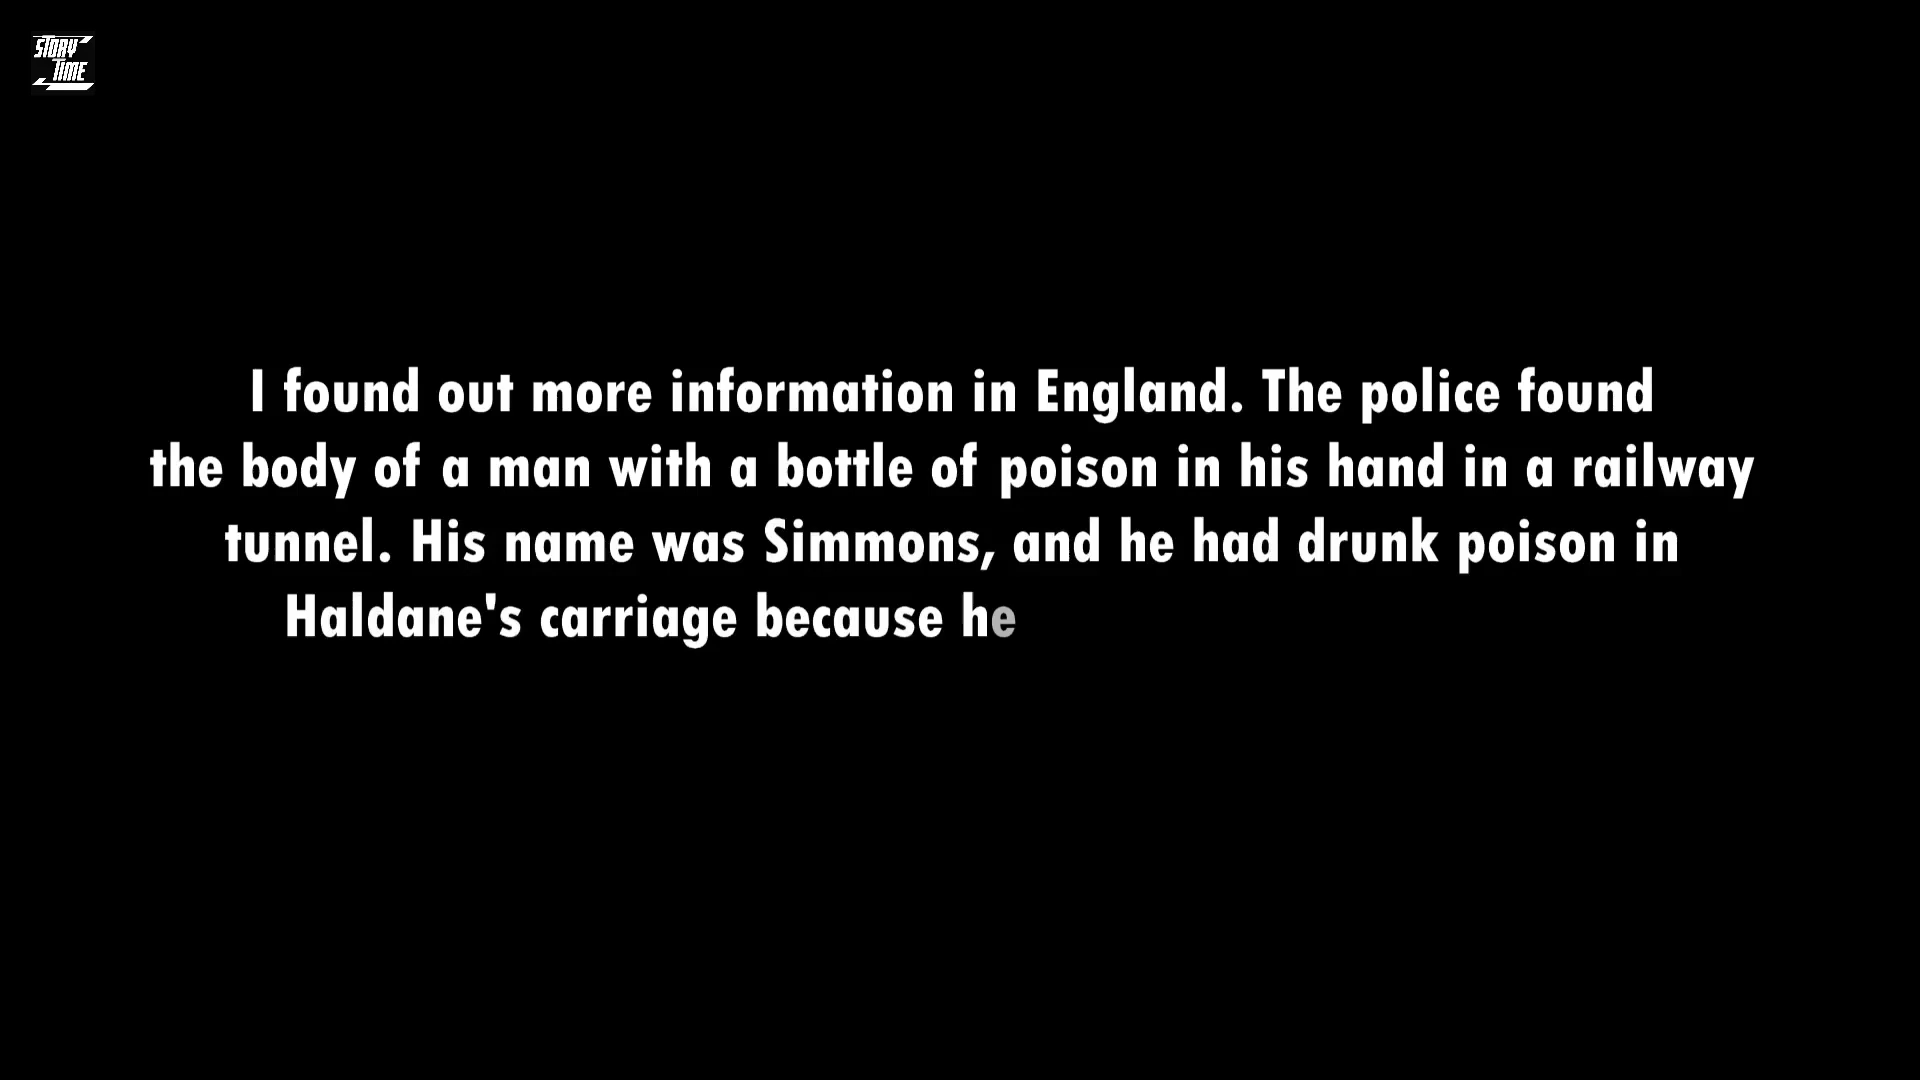 STORY
TIME
I found out more information in England. The police found
the body of a man with a bottle of poison in his hand in a railway
tunnel. His name was Simmons, and he had drunk poison in
Haldane's carriage because he